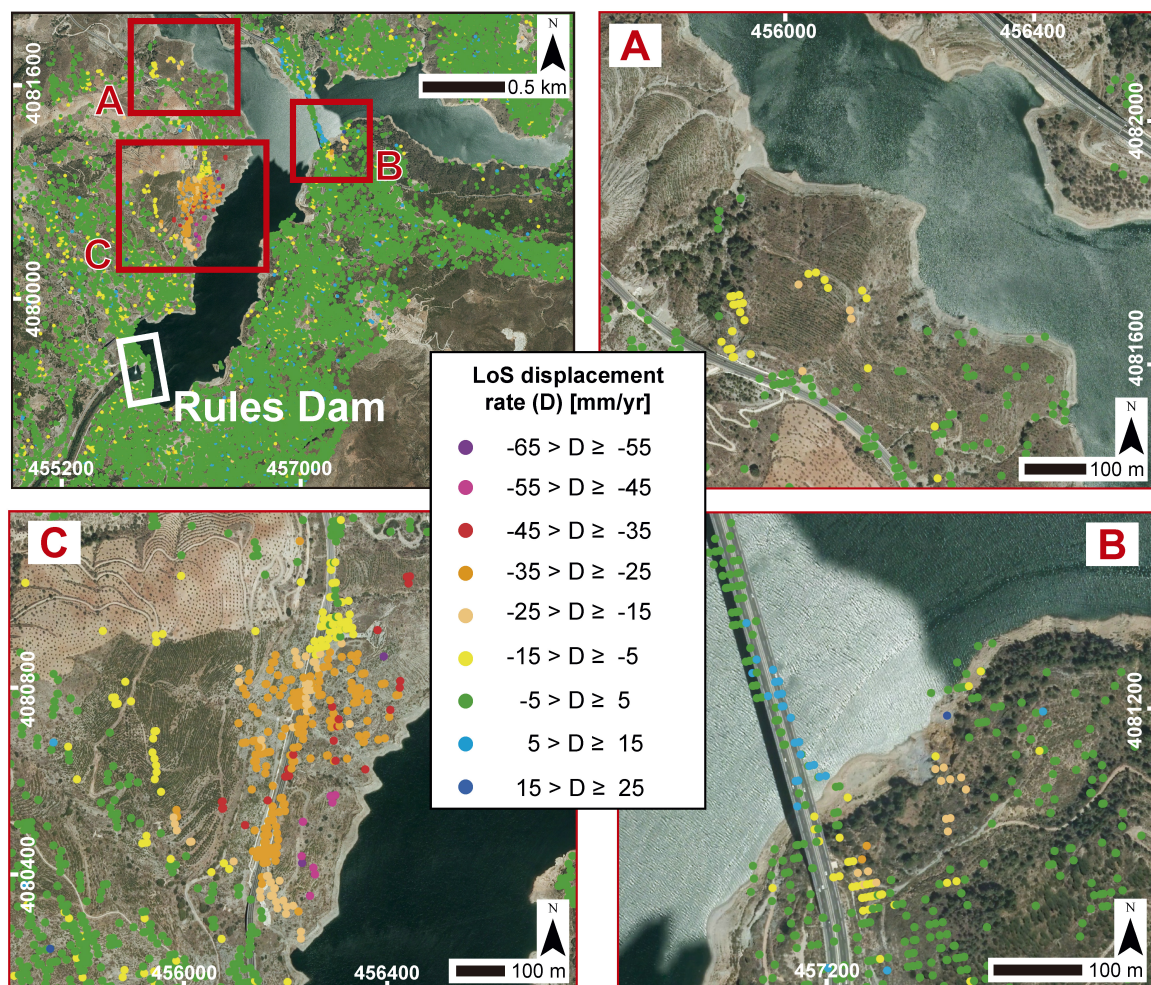 N
0.5 km
4081600
A
B
C
4080000
Rules Dam
455200
457000
A
456000
456400
4082000
4081600
N
100 m
LoS displacement
rate (D) [mm/yr]
-65 > D ≥ -55
-55 > D ≥ -45
-45 > D ≥ -35
-35 > D ≥ -25
-25 > D ≥ -15
-15 > D ≥ -5
-5 > D ≥ 5
5 > D ≥ 15
15 > D ≥ 25
C
4080800
4080400
456000
456400
N
100 m
B
4081200
457200
N
100 m